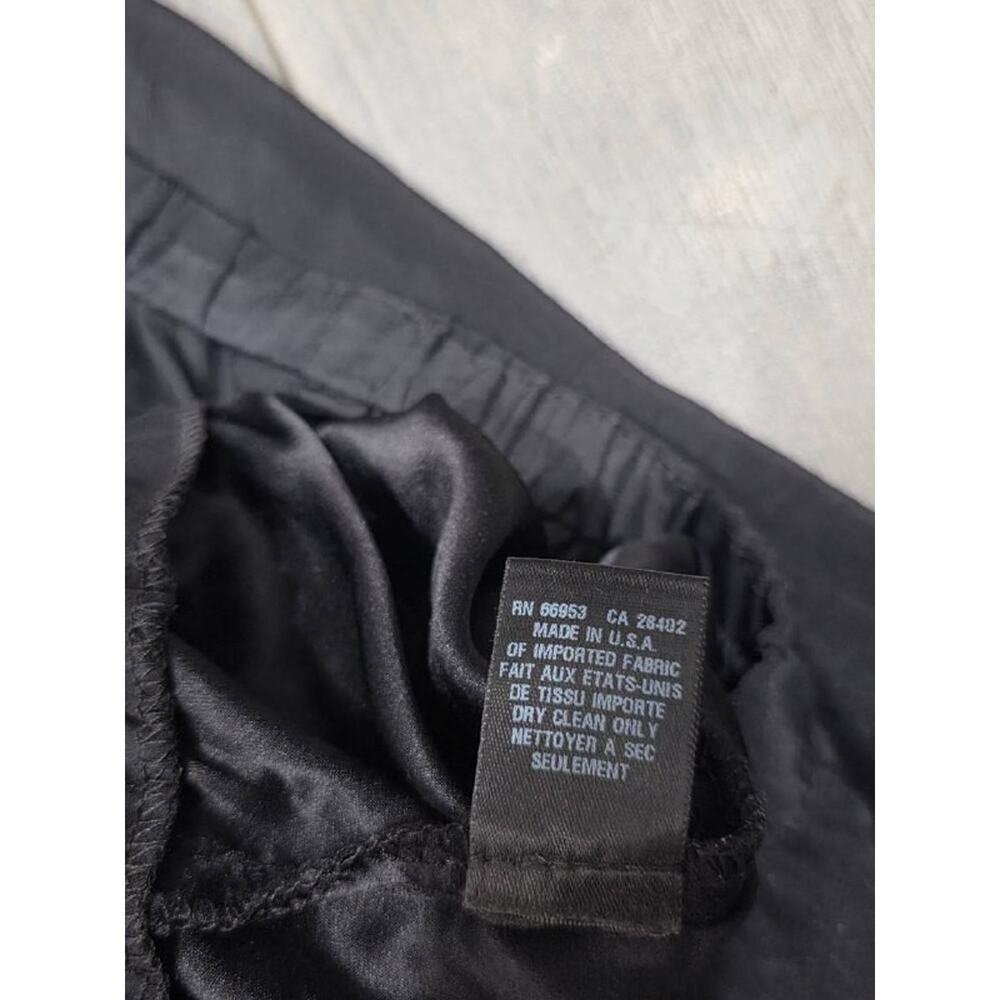 RN 66953 CA 28402
MADE IN U.S.A.
OF IMPORTED FABRIC
FAIT AUX ETATS-UNIS
DE TISSU IMPORTE
DRY CLEAN ONLY
NETTOYER A SEC
SEULEMENT